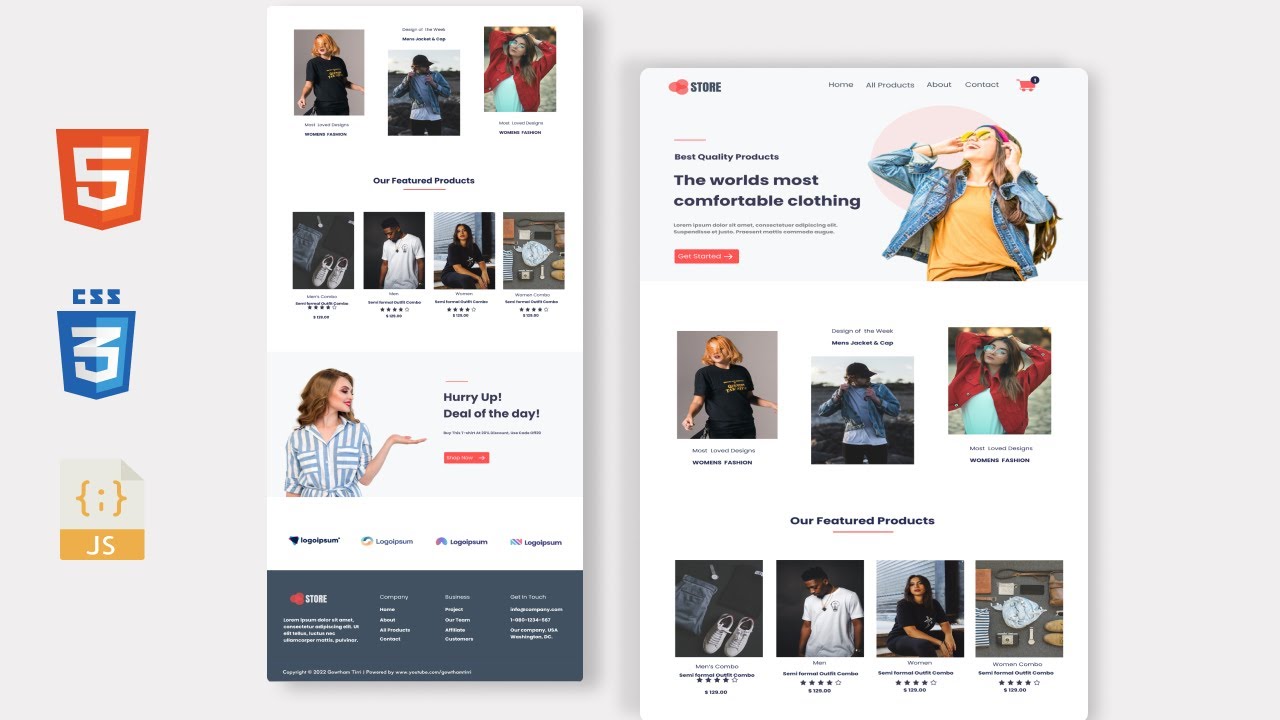 5
CSS
3
{;}
JS
Design of the Week
Mens Jacket & Cap
Most Loved Designs
WOMENS FASHION
Most Loved Designs
WOMENS FASHION
Our Featured Products
Men's Combo
Semi formal Outfit Combo
$ 129.00
Men
Semi formal Outfit Combo
$ 129.00
Women
Semi formal Outfit Combo
$ 129.00
Women Combo
Semi formal Outfit Combo
$ 129.00
Hurry Up!
Deal of the day!
Buy This T-shirt At 20% Discount, Use Code Off20
Shop Now
logoipsum
Logoipsum
Logoipsum
Logoipsum
STORE
Lorem ipsum dolor sit amet,
consectetur adipiscing elit. Ut
elit tellus, luctus nec
ullamcorper mattis, pulvinar.
Company
Home
About
All Products
Contact
Business
Project
Our Team
Affiliate
Customers
Get In Touch
info@company.com
1-080-1234-567
Our company, USA
Washington, DC.
Copyright © 2022 Gowtham Tirri | Powered by www.youtube.com/gowthamtirri
STORE
Home
All Products
About
Contact
1
Best Quality Products
The worlds most
comfortable clothing
Lorem ipsum dolor sit amet, consectetuer adipiscing elit.
Suspendisse et justo. Praesent mattis commodo augue.
Get Started
Design of the Week
Mens Jacket & Cap
Most Loved Designs
WOMENS FASHION
Most Loved Designs
WOMENS FASHION
Our Featured Products
Men's Combo
Semi formal Outfit Combo
$ 129.00
Men
Semi formal Outfit Combo
$ 129.00
Women
Semi formal Outfit Combo
$ 129.00
Women Combo
Semi formal Outfit Combo
$ 129.00